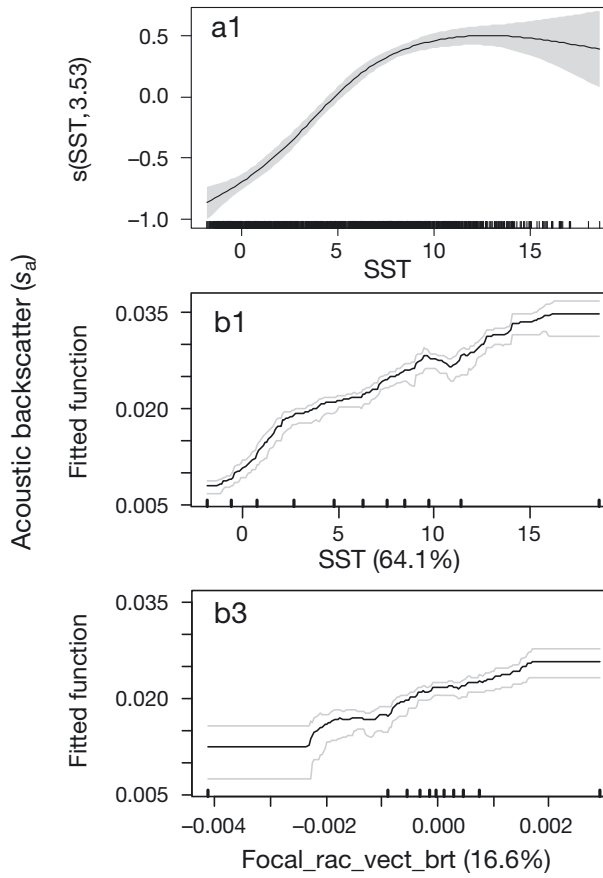 Acoustic backscatter (sa)
a1
s(SST,3.53)
0.5
0.0
−0.5
−1.0
0 5 10 15
SST
b1
Fitted function
0.035
0.020
0.005
0 5 10 15
SST (64.1%)
b3
Fitted function
0.035
0.020
0.005
−0.004 −0.002 0.000 0.002
Focal_rac_vect_brt (16.6%)